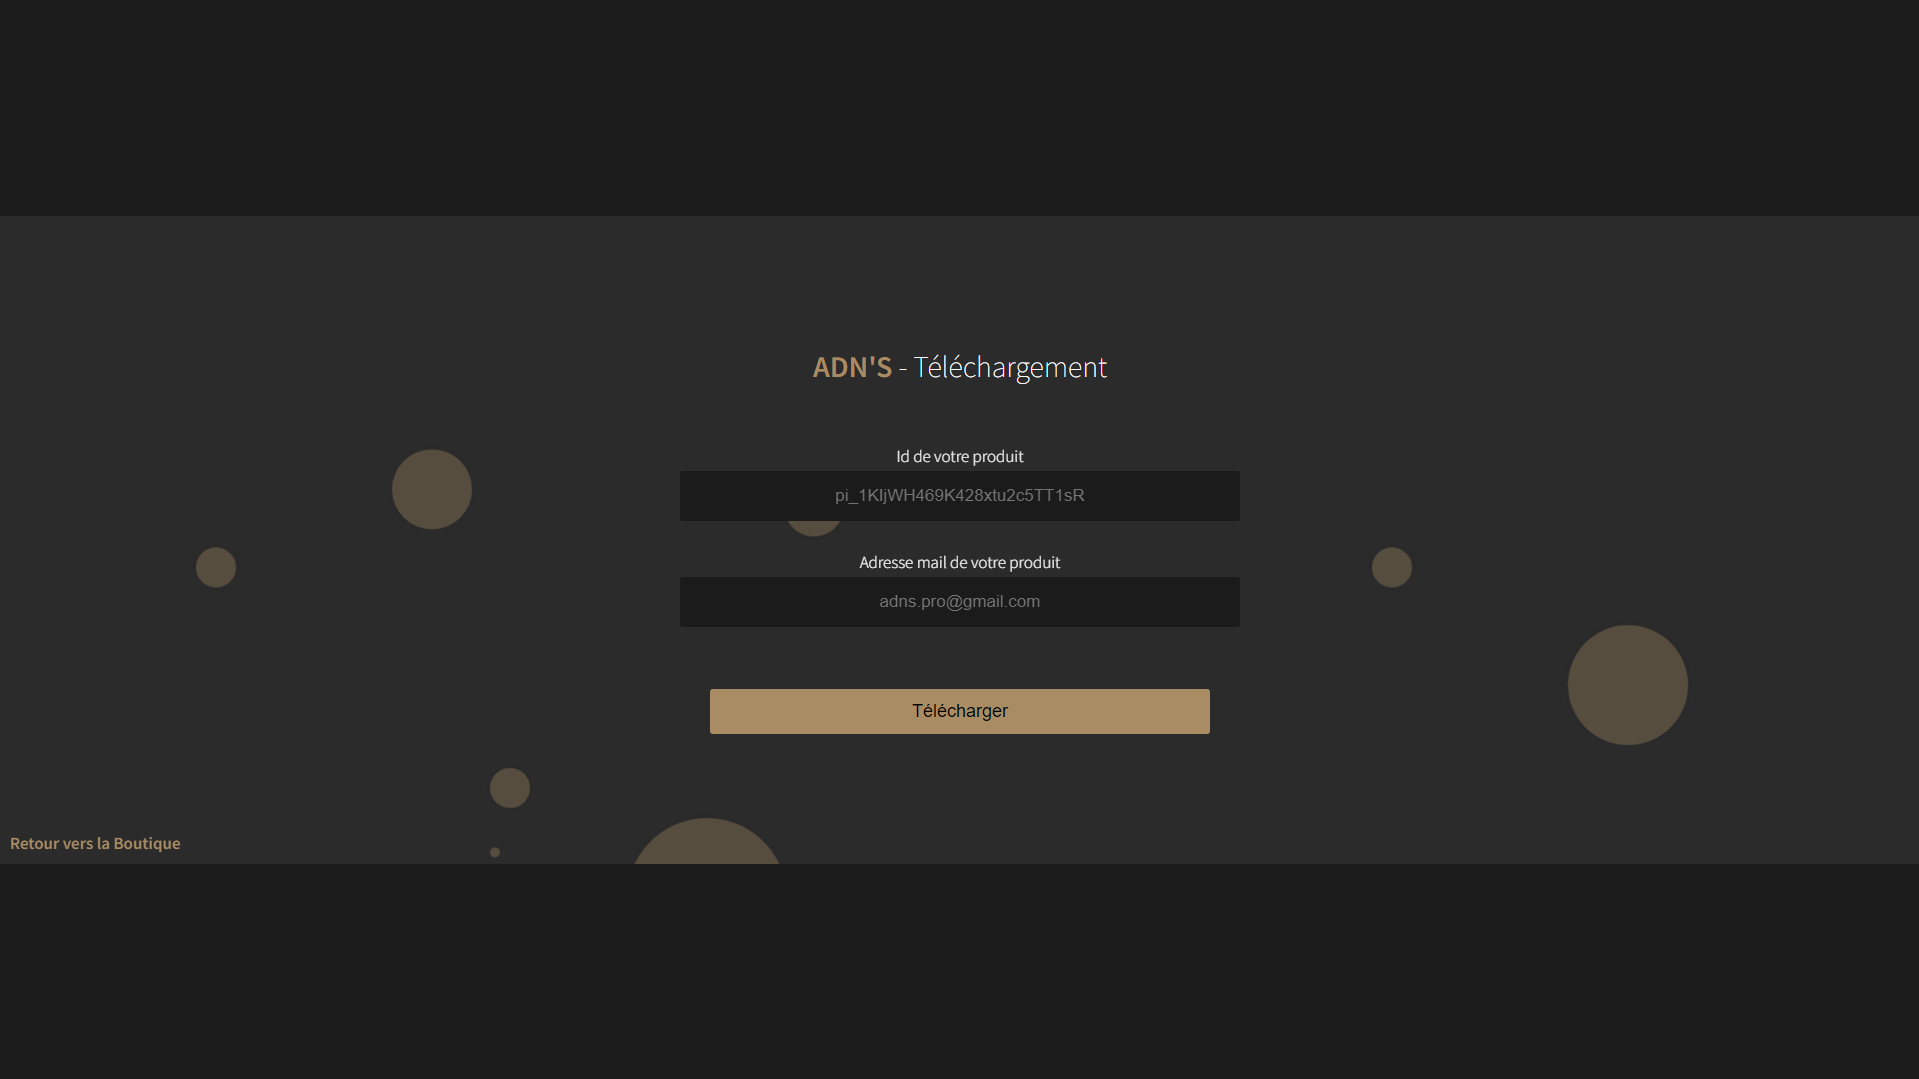 ADN'S - Téléchargement
Id de votre produit
pi_1KIjWH469K428xtu2c5TT1sR
Adresse mail de votre produit
adns.pro@gmail.com
Télécharger
Retour vers la Boutique